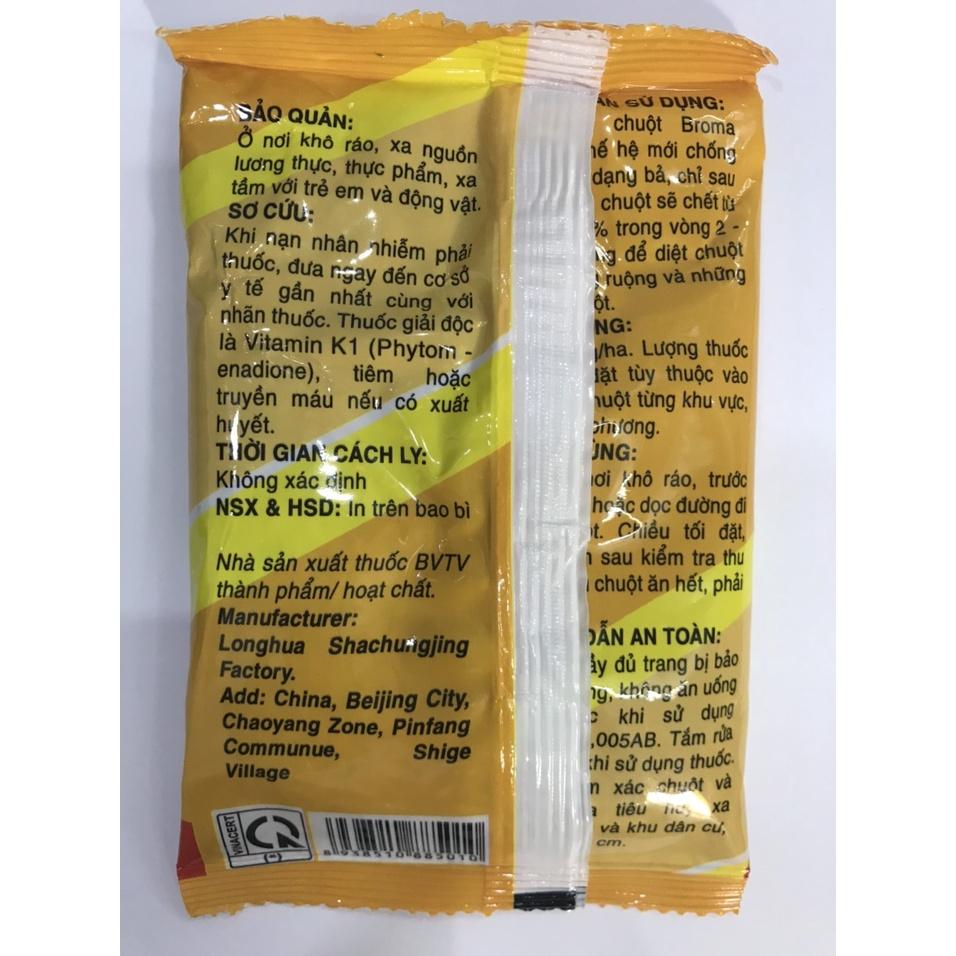 BẢO QUẢN:
Ở nơi khô ráo, xa nguồn
lương thực, thực phẩm, xa
tầm với trẻ em và động vật.
SƠ CỨU:
Khi nạn nhân nhiễm phải
thuốc, đưa ngay đến cơ sở
y tế gần nhất cùng với
nhãn thuốc. Thuốc giải độc
là Vitamin K1 (Phytom -
enadione), tiêm hoặc
truyền máu nếu có xuất
huyết.
THỜI GIAN CÁCH LY:
Không xác định
NSX & HSD: In trên bao bì
Nhà sản xuất thuốc BVTV
thành phẩm/ hoạt chất.
Manufacturer:
Longhua Shachungjing
Factory.
Add: China, Beijing City,
Chaoyang Zone, Pinfang
Communue, Shige
Village
VINACERT
8 938510 885010
SỬ DỤNG:
chuột Broma
hệ mới chống
dạng bả, chỉ sau
chuột sẽ chết từ
% trong vòng 2 -
để diệt chuột
ruộng và những
/ha. Lượng thuốc
tùy thuộc vào
từng khu vực,
phương.
khô ráo, trước
hoặc dọc đường đi
Chiều tối đặt,
sau kiểm tra thu
chuột ăn hết, phải
DẪN AN TOÀN:
đủ trang bị bảo
không ăn uống
khi sử dụng
,005AB. Tắm rửa
khi sử dụng thuốc.
xác chuột và
tiêu xa
và khu dân cư,
cm.